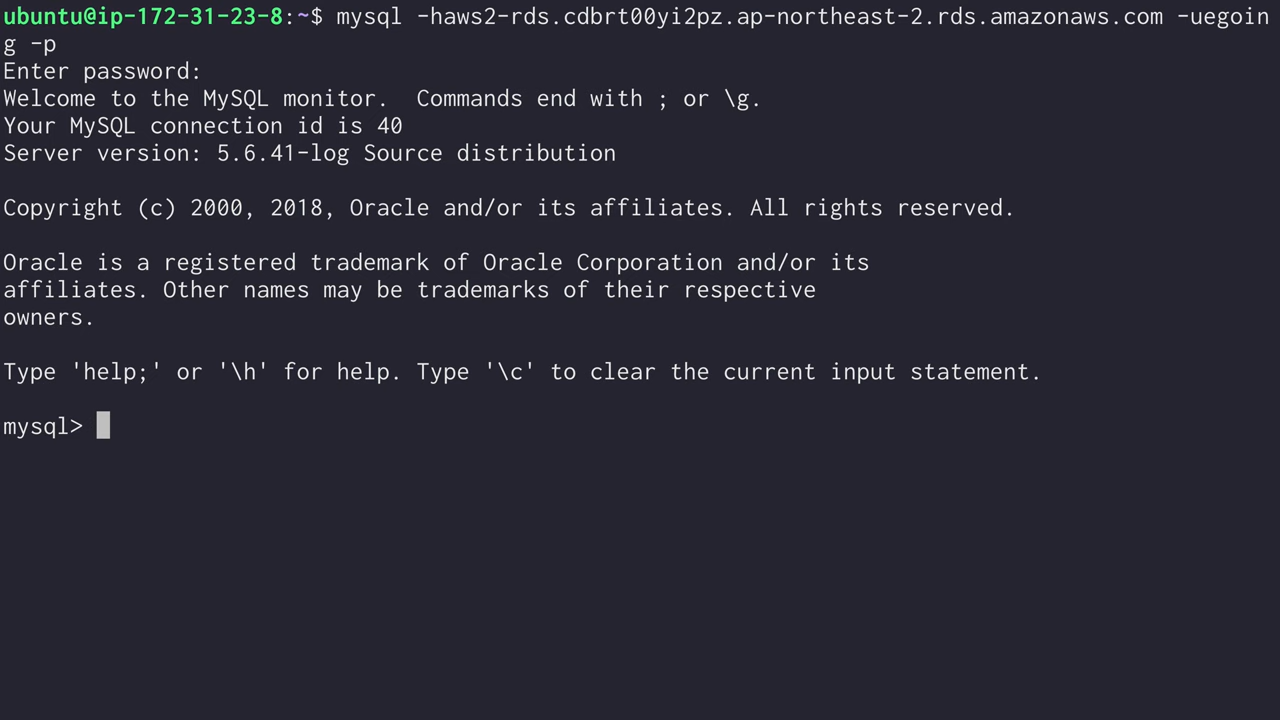 ubuntu@ip-172-31-23-8:~$ mysql -haws2-rds.cdbrt00yi2pz.ap-northeast-2.rds.amazonaws.com -uegoin
g -p
Enter password:
Welcome to the MySQL monitor.  Commands end with ; or \g.
Your MySQL connection id is 40
Server version: 5.6.41-log Source distribution

Copyright (c) 2000, 2018, Oracle and/or its affiliates. All rights reserved.

Oracle is a registered trademark of Oracle Corporation and/or its
affiliates. Other names may be trademarks of their respective
owners.

Type 'help;' or '\h' for help. Type '\c' to clear the current input statement.

mysql>